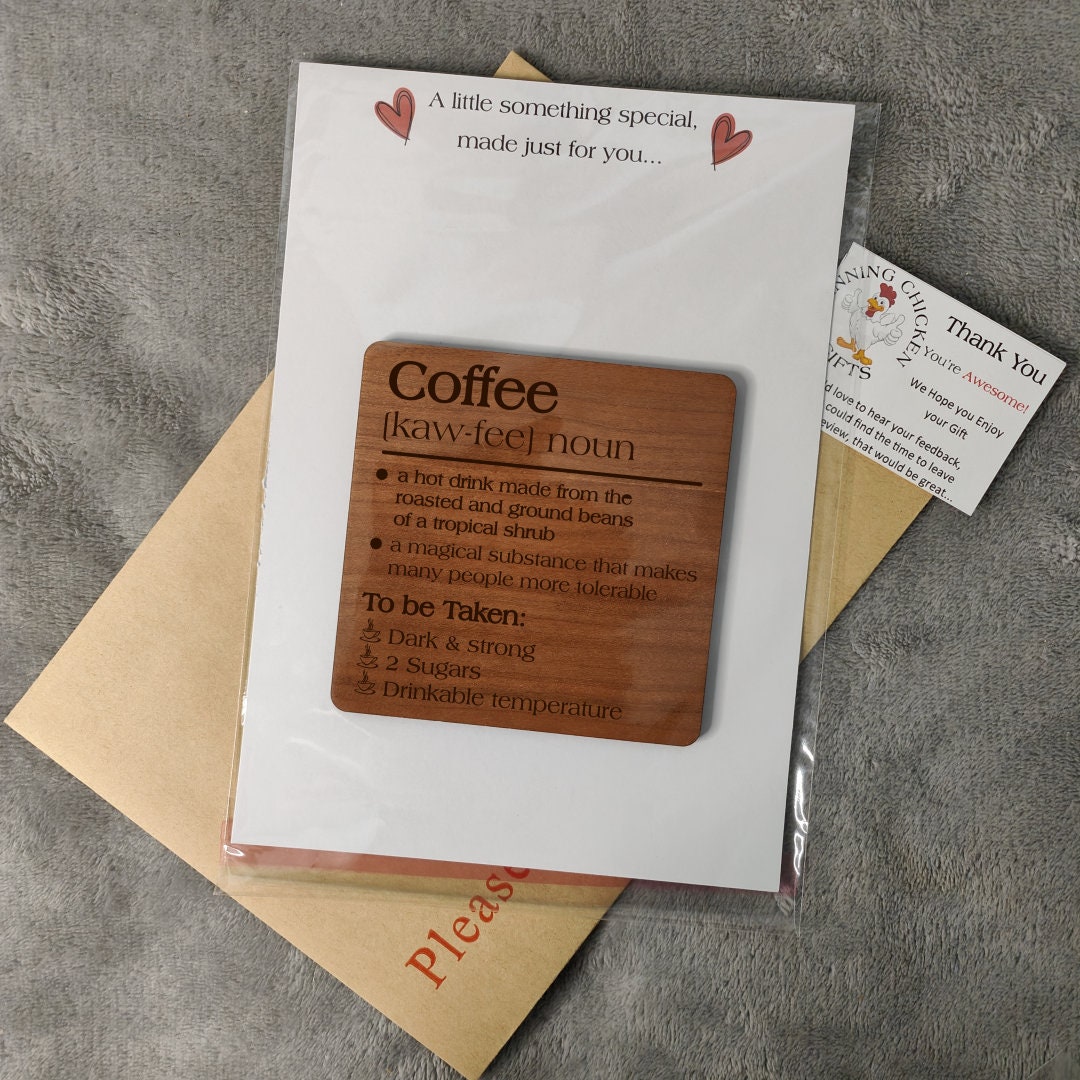 A little something special,
made just for you...
Coffee
[kaw-fee] noun
a hot drink made from the
roasted and ground beans
of a tropical shrub
a magical substance that makes
many people more tolerable
To be Taken:
Dark & strong
2 Sugars
Drinkable temperature
CHICKEN
Thank You
You're Awesome!
We Hope you Enjoy
your Gift
love to hear your feedback,
could find the time to leave
that would be great...